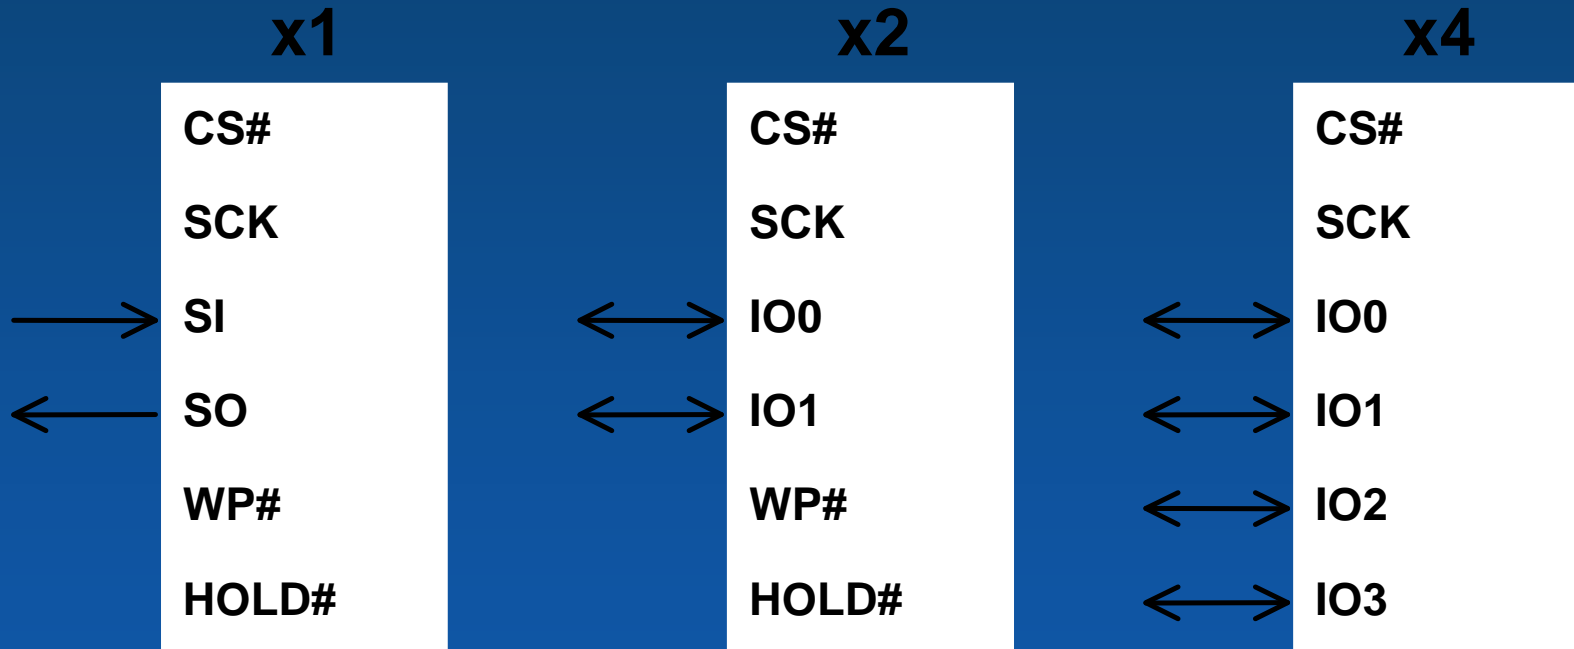 x1
CS#
SCK
SI
SO
WP#
HOLD#
x2
CS#
SCK
IO0
IO1
WP#
HOLD#
x4
CS#
SCK
IO0
IO1
IO2
IO3